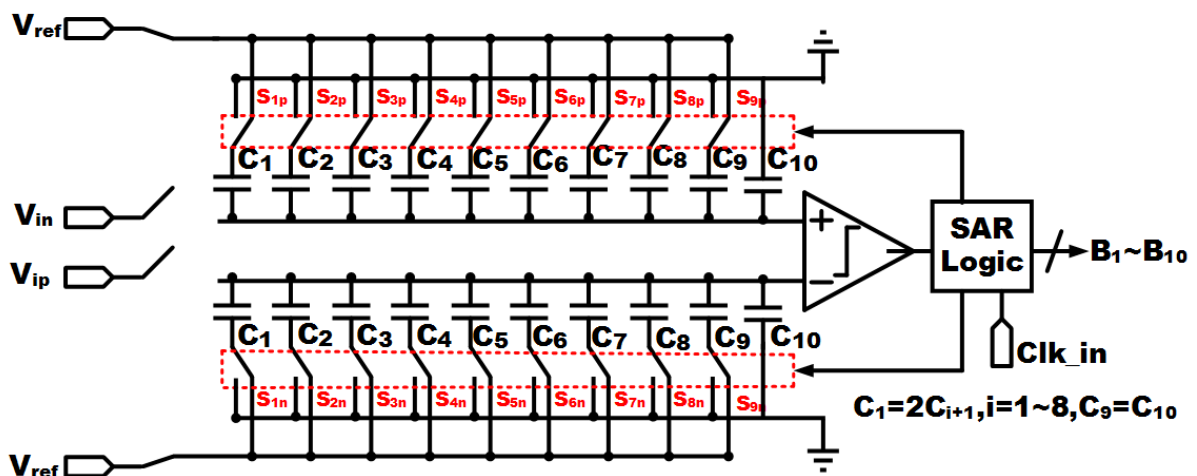 Vref
S1p S2p S3p S4p S5p S6p S7p S8p S9p
C1 C2 C3 C4 C5 C6 C7 C8 C9 C10
Vin
SAR
Logic
B1~B10
Vip
C1 C2 C3 C4 C5 C6 C7 C8 C9 C10
Clk_in
S1n S2n S3n S4n S5n S6n S7n S8n S9n
C1=2Ci+1,i=1~8,C9=C10
Vref